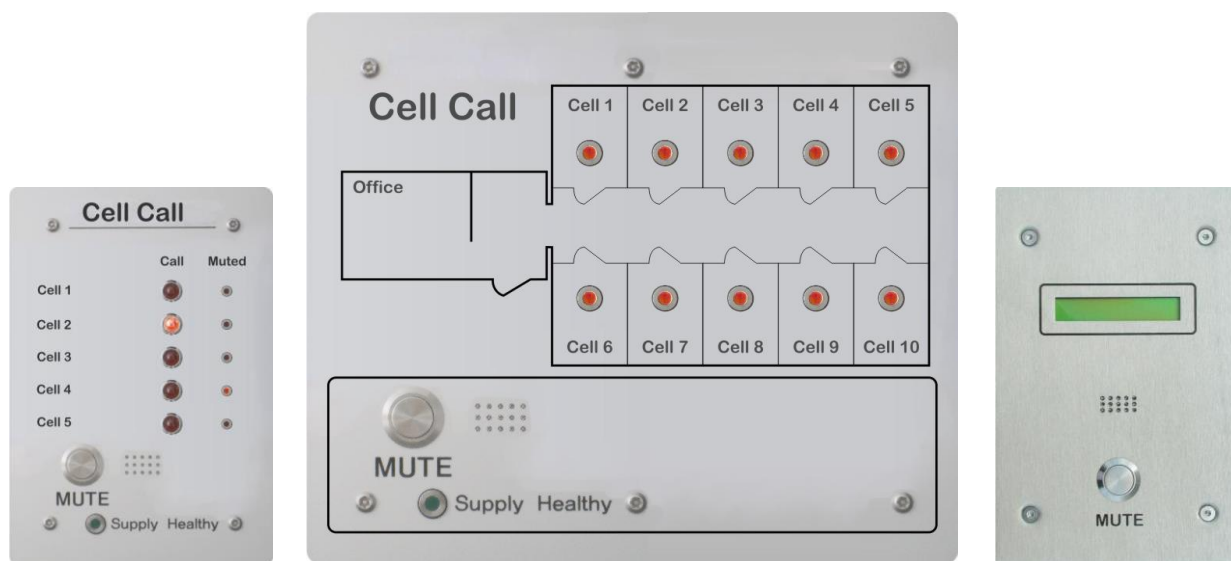 Cell Call
Call Muted
Cell 1
Cell 2
Cell 3
Cell 4
Cell 5
MUTE
Supply Healthy
Cell Call
Cell 1 Cell 2 Cell 3 Cell 4 Cell 5
Office
Cell 6 Cell 7 Cell 8 Cell 9 Cell 10
MUTE
Supply Healthy
MUTE